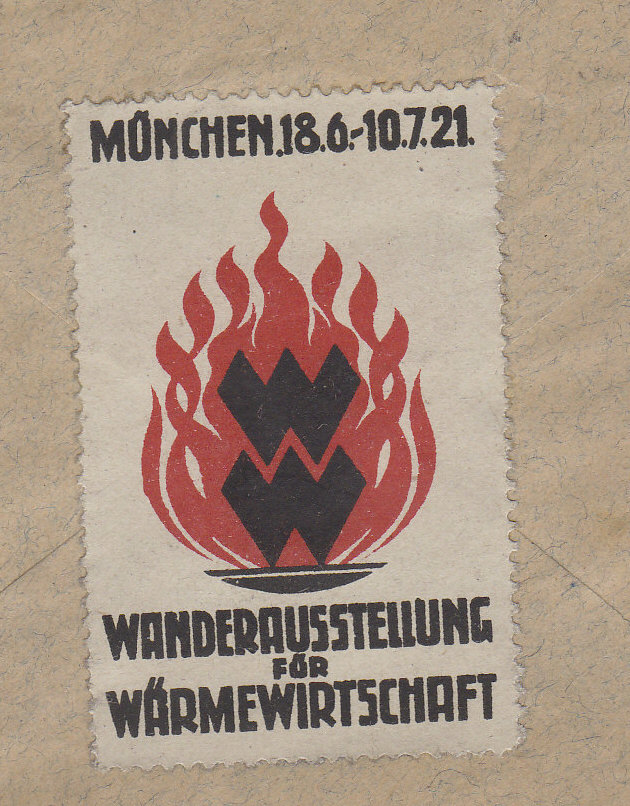 MÜNCHEN.18.6.-10.7.21.
W
W
WANDERAUSSTELLUNG
FÜR
WÄRMEWIRTSCHAFT